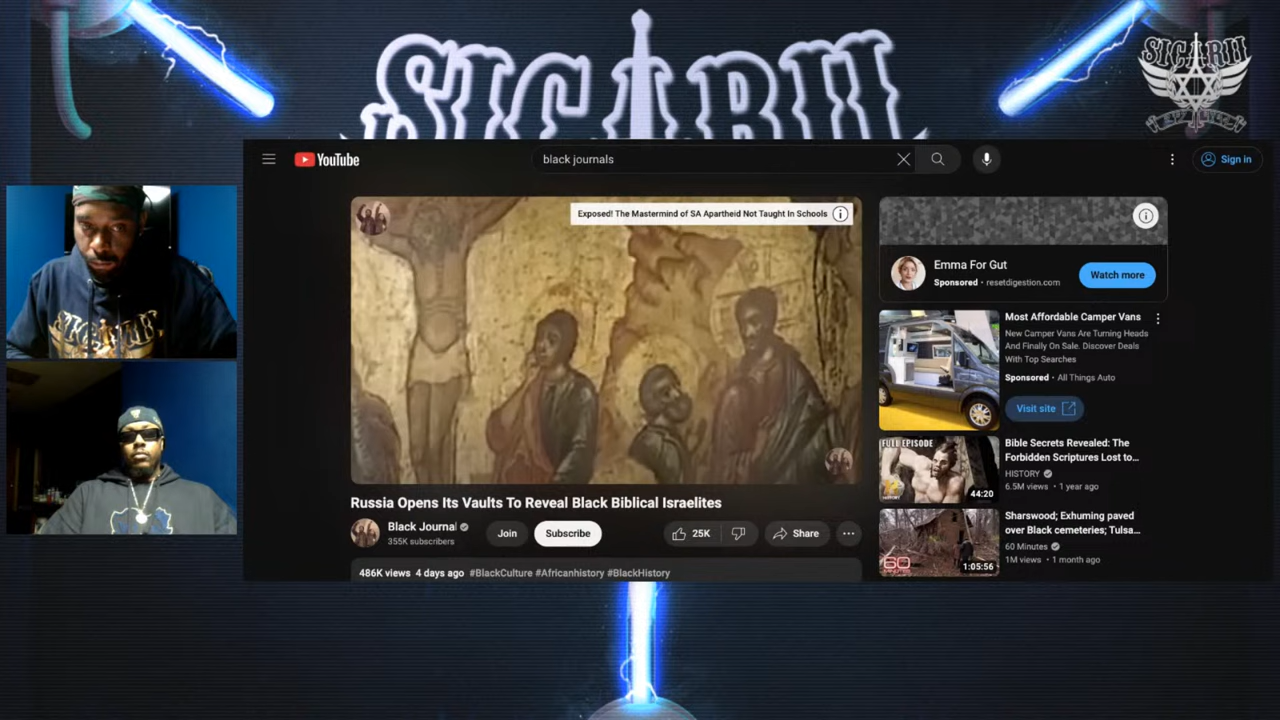 SICARII
SICARII
YouTube
black journals
Sign in
Exposed! The Mastermind of SA Apartheid Not Taught In Schools
Emma For Gut
Sponsored · resetdigestion.com
Watch more
Most Affordable Camper Vans
New Camper Vans Are Turning Heads
And Finally On Sale. Discover Deals
With Top Searches
Sponsored · All Things Auto
Visit site
FULL EPISODE
44:20
Bible Secrets Revealed: The
Forbidden Scriptures Lost to...
HISTORY
6.5M views · 1 year ago
Russia Opens Its Vaults To Reveal Black Biblical Israelites
Black Journal
355K subscribers
Join
Subscribe
25K
Share
60
MINUTES
1:05:56
Sharswood; Exhuming paved
over Black cemeteries; Tulsa...
60 Minutes
1M views · 1 month ago
486K views 4 days ago #BlackCulture #Africanhistory #BlackHistory
SICARII